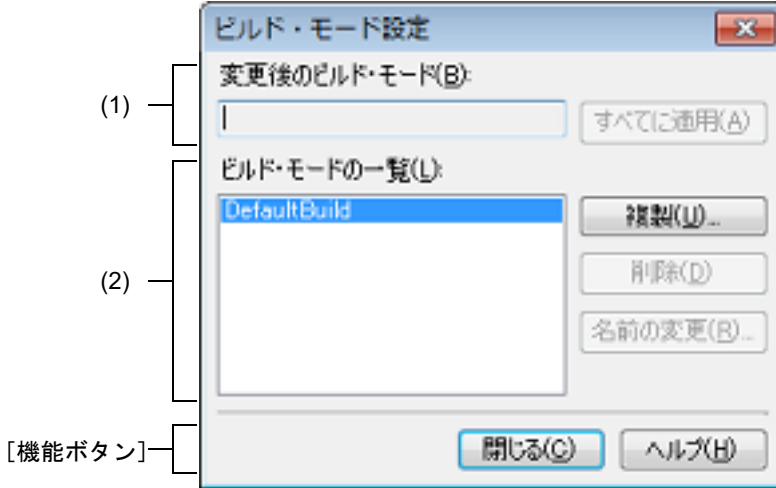 ビルド・モード設定
(1)
変更後のビルド・モード(B):
すべてに適用(A)
(2)
ビルド・モードの一覧(L):
DefaultBuild
複製(U)...
削除(D)
名前の変更(R)...
[機能ボタン]
閉じる(C)
ヘルプ(H)